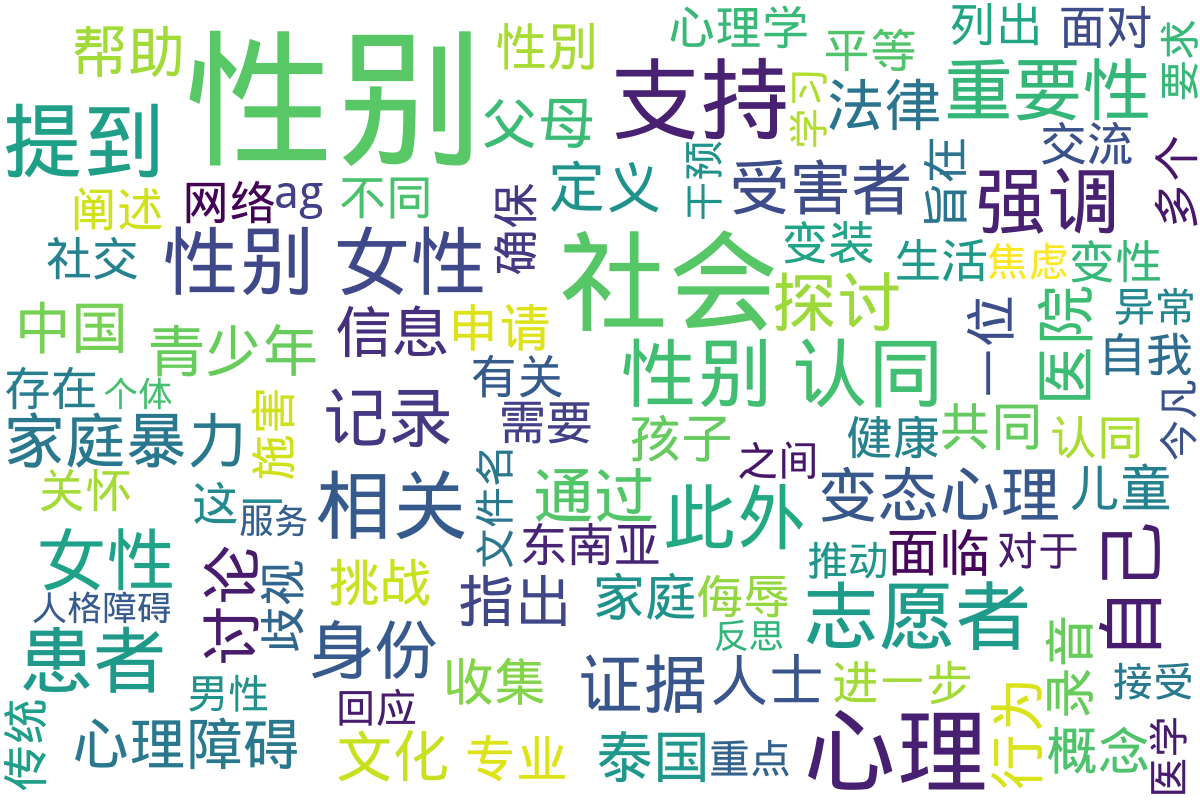 心理学
列出
面对
帮助
性别
性別
支持
平等
重要性
要求
提到
父母
学习
法律
交流
多个
阐述
网络
ag
不同
确保
定义
干预
受害者
旨在
强调
社交
性别 女性
社会
变装
生活
焦虑
变性
中国
青少年
信息
申请
探讨
一位
医院
异常
自我
存在
个体
有关
性别 认同
今几
家庭暴力
施害
记录
需要
孩子
之间
健康
共同
认同
关怀
这
服务
相关
文件名
通过
此外
变态心理
儿童
女性
讨论
歧视
挑战
东南亚
推动
面临
对于
自己
人格障碍
指出
家庭
侮辱
志愿者
患者
身份
反思
录音
男性
回应
收集
证据
人士
进一步
接受
传统
心理障碍
文化
专业
泰国
重点
心理
行为
概念
医学